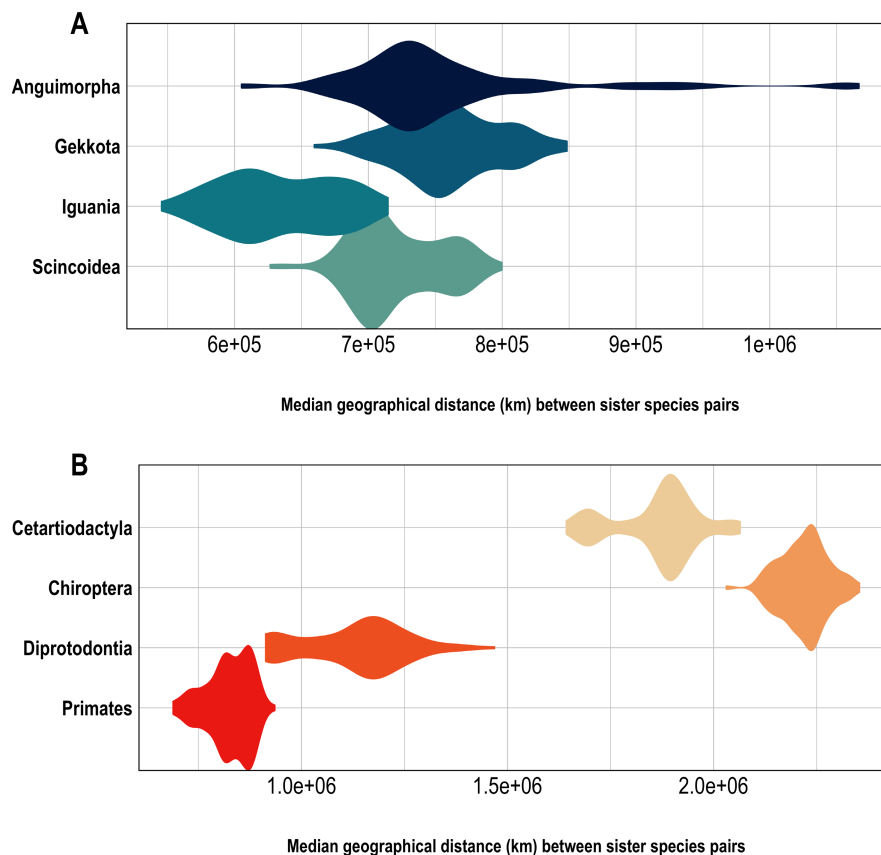 A
Anguimorpha
Gekkota
Iguania
Scincoidea
6e+05 7e+05 8e+05 9e+05 1e+06
Median geographical distance (km) between sister species pairs
B
Cetartiodactyla
Chiroptera
Diprotodontia
Primates
1.0e+06 1.5e+06 2.0e+06
Median geographical distance (km) between sister species pairs